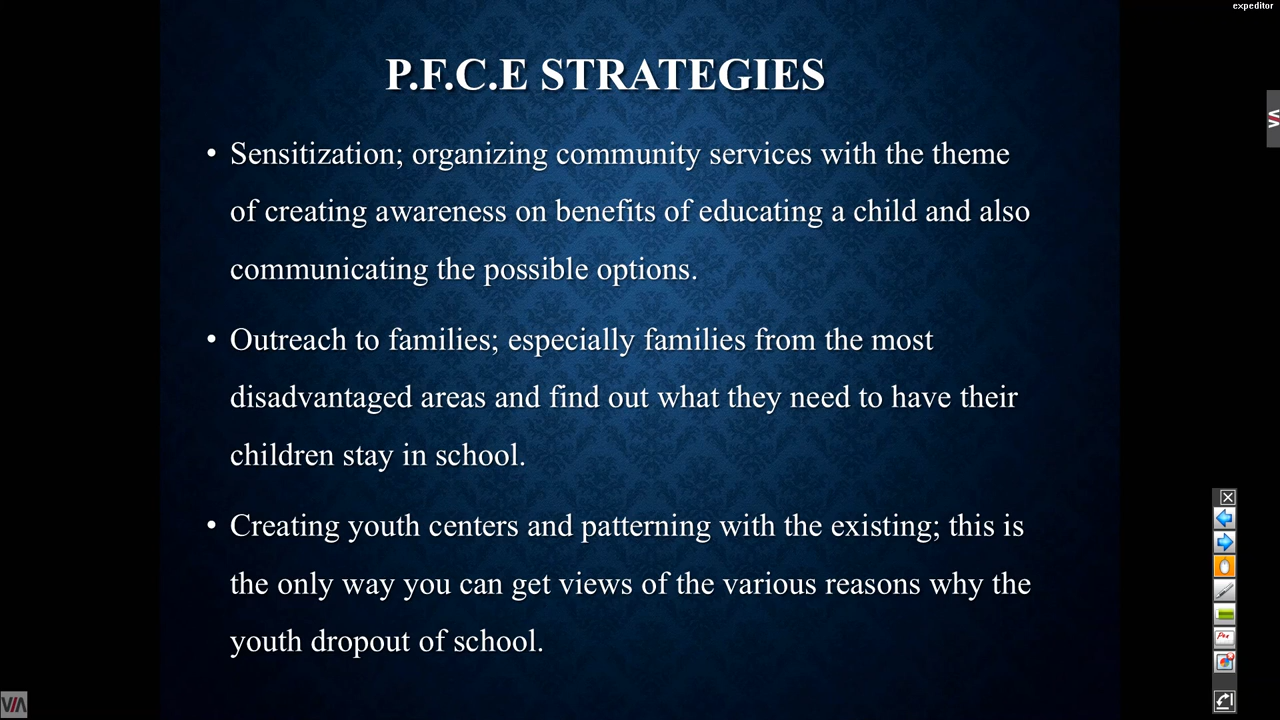 expeditor
P.F.C.E STRATEGIES
• Sensitization; organizing community services with the theme
of creating awareness on benefits of educating a child and also
communicating the possible options.
• Outreach to families; especially families from the most
disadvantaged areas and find out what they need to have their
children stay in school.
• Creating youth centers and patterning with the existing; this is
the only way you can get views of the various reasons why the
youth dropout of school.
VIA